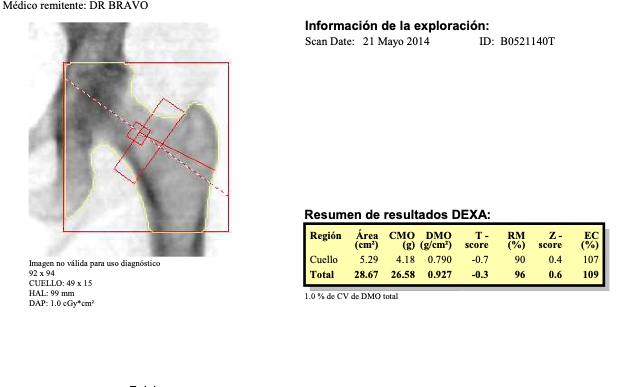 Médico remitente: DR BRAVO
Información de la exploración:
Scan Date: 21 Mayo 2014 ID: B0521140T
Imagen no válida para uso diagnóstico
92 x 94
CUELLO: 49 x 15
HAL: 99 mm
DAP: 1.0 cGy*cm²
Resumen de resultados DEXA:
Región Área (cm²) CMO (g) DMO (g/cm²) T - score RM (%) Z - score EC (%)
Cuello 5.29 4.18 0.790 -0.7 90 0.4 107
Total 28.67 26.58 0.927 -0.3 96 0.6 109
1.0 % de CV de DMO total